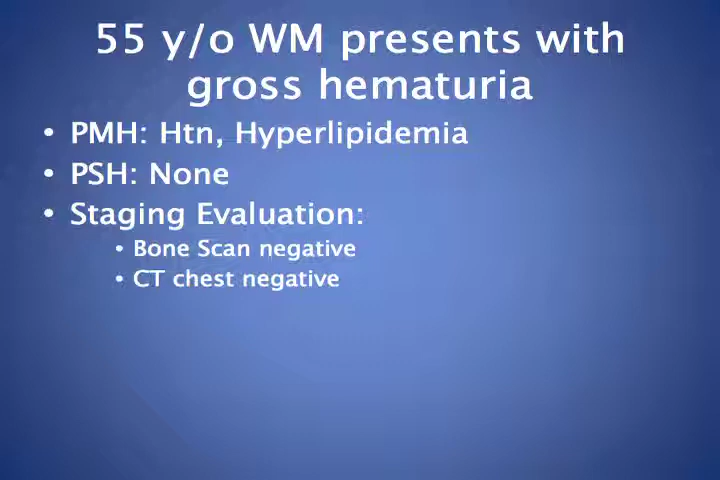 55 y/o WM presents with
gross hematuria
• PMH: Htn, Hyperlipidemia
• PSH: None
• Staging Evaluation:
• Bone Scan negative
• CT chest negative